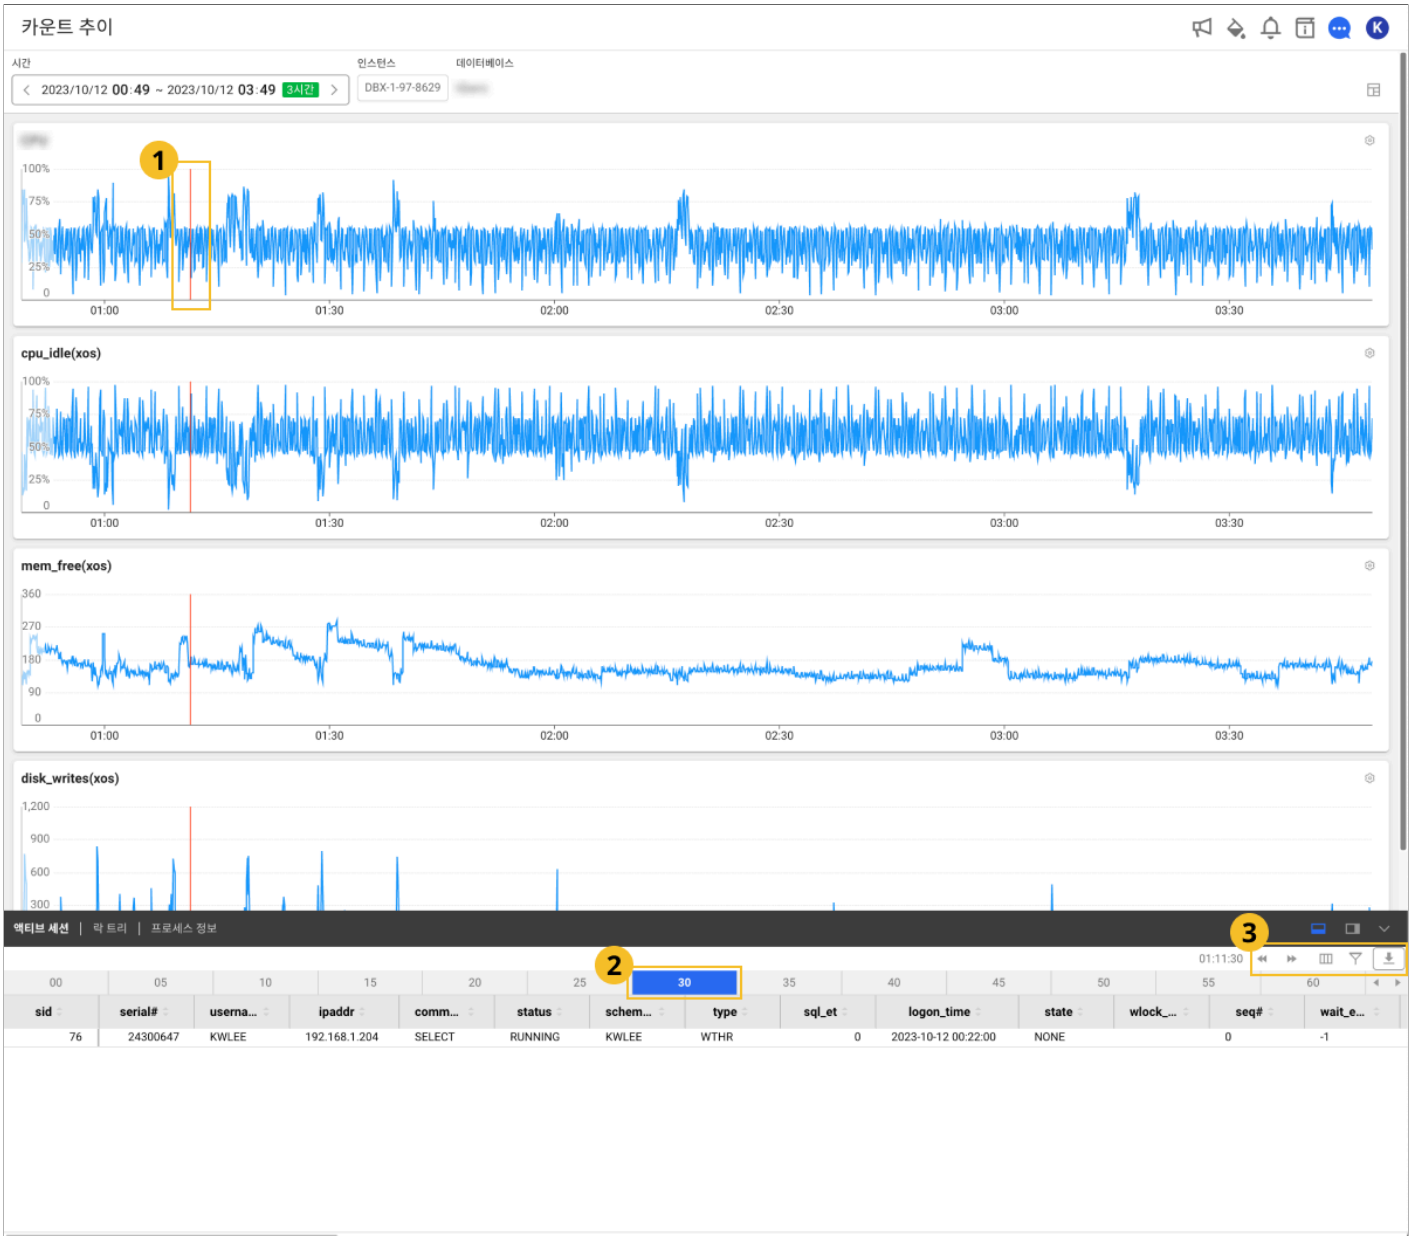 카운트 추이
K
시간
인스턴스
데이터베이스
2023/10/12 00:49 ~ 2023/10/12 03:49 3시간
DBX-1-97-8629
1
100%
75%
50%
25%
0
01:00 01:30 02:00 02:30 03:00 03:30
cpu_idle(xos)
100%
75%
50%
25%
0
01:00 01:30 02:00 02:30 03:00 03:30
mem_free(xos)
360
270
180
90
0
01:00 01:30 02:00 02:30 03:00 03:30
disk_writes(xos)
1,200
900
600
300
액티브 세션 | 락 트리 | 프로세스 정보
3
01:11:30
2
00 05 10 15 20 25 30 35 40 45 50 55 60
sid serial# userna... ipaddr comm... status schem... type sql_et logon_time state wlock_... seq# wait_e...
76 24300647 KWLEE 192.168.1.204 SELECT RUNNING KWLEE WTHR 0 2023-10-12 00:22:00 NONE 0 -1